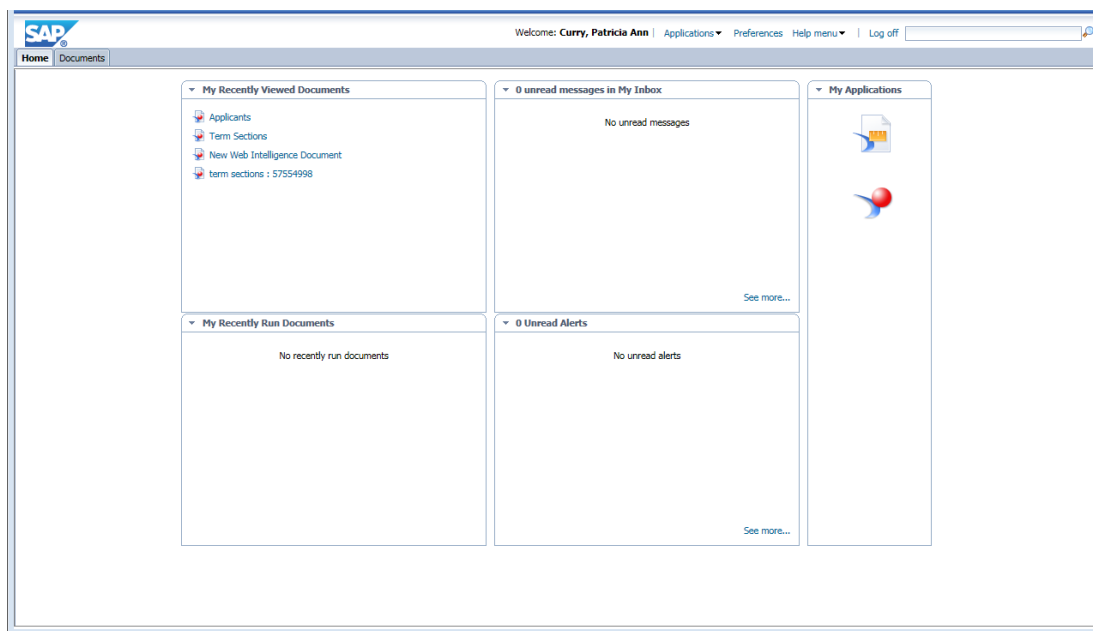 SAP®
Welcome: Curry, Patricia Ann | Applications Preferences Help menu | Log off
Home Documents
My Recently Viewed Documents
Applicants
Term Sections
New Web Intelligence Document
term sections : 57554998
0 unread messages in My Inbox
No unread messages
See more...
My Applications
My Recently Run Documents
No recently run documents
0 Unread Alerts
No unread alerts
See more...